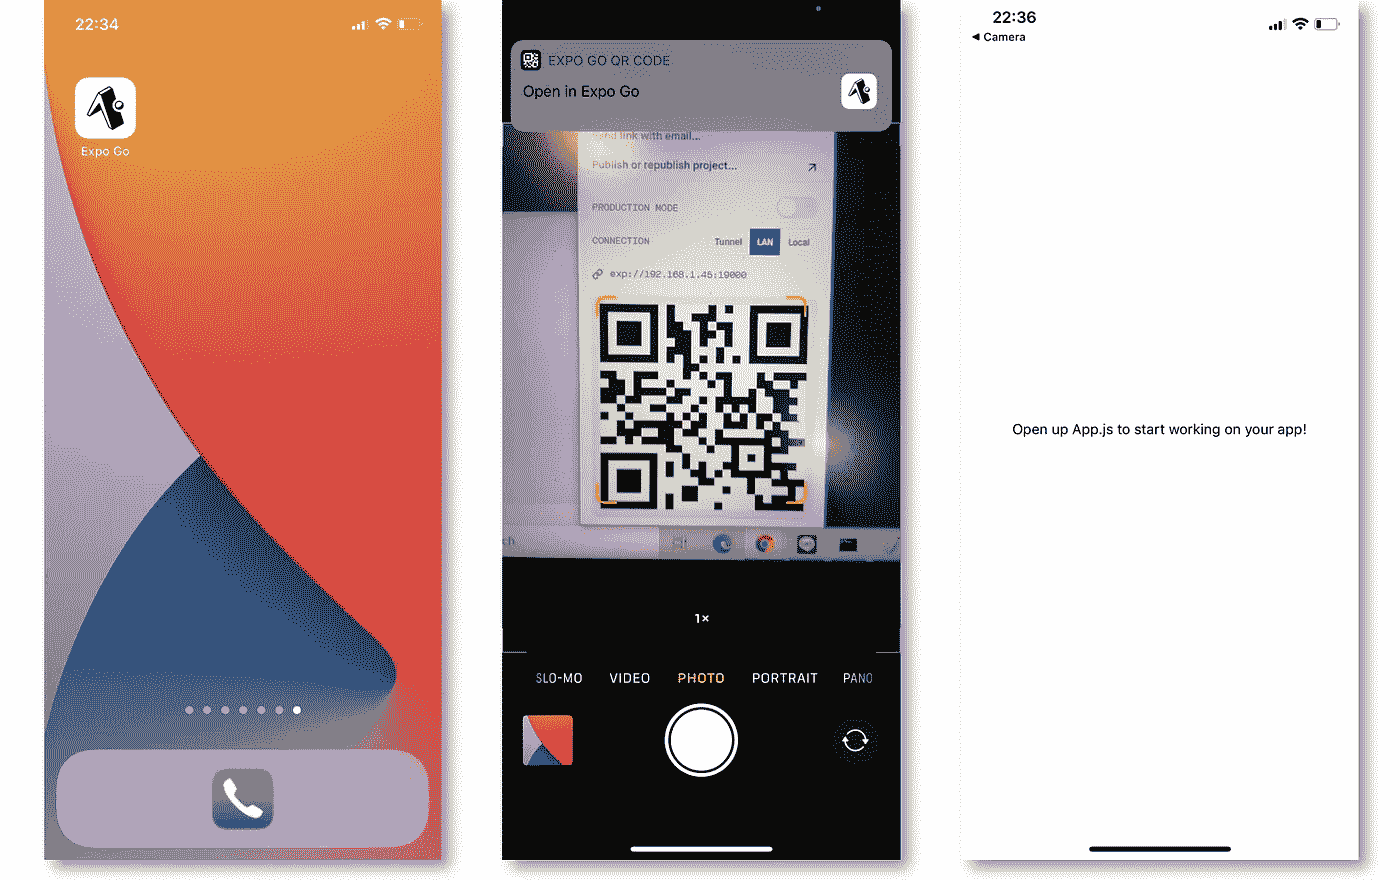 22:34
Expo Go
EXPO GO QR CODE
Open in Expo Go
and link with email...
Publish or republish project...
PRODUCTION MODE
CONNECTION
Tunnel LAN Local
exp://192.168.1.45:19000
ch
1×
SLO-MO VIDEO PHOTO PORTRAIT PANO
22:36
◀ Camera
Open up App.js to start working on your app!